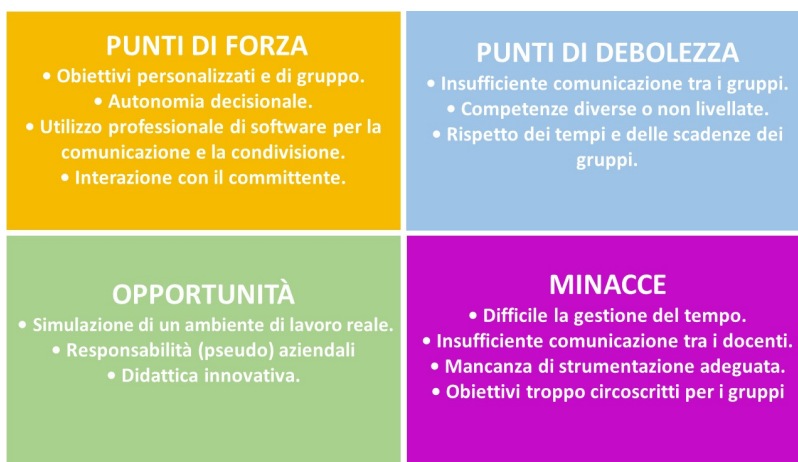 PUNTI DI FORZA
• Obiettivi personalizzati e di gruppo.
• Autonomia decisionale.
• Utilizzo professionale di software per la
comunicazione e la condivisione.
• Interazione con il committente.
PUNTI DI DEBOLEZZA
• Insufficiente comunicazione tra i gruppi.
• Competenze diverse o non livellate.
• Rispetto dei tempi e delle scadenze dei
gruppi.
OPPORTUNITÀ
• Simulazione di un ambiente di lavoro reale.
• Responsabilità (pseudo) aziendali
• Didattica innovativa.
MINACCE
• Difficile la gestione del tempo.
• Insufficiente comunicazione tra i docenti.
• Mancanza di strumentazione adeguata.
• Obiettivi troppo circoscritti per i gruppi